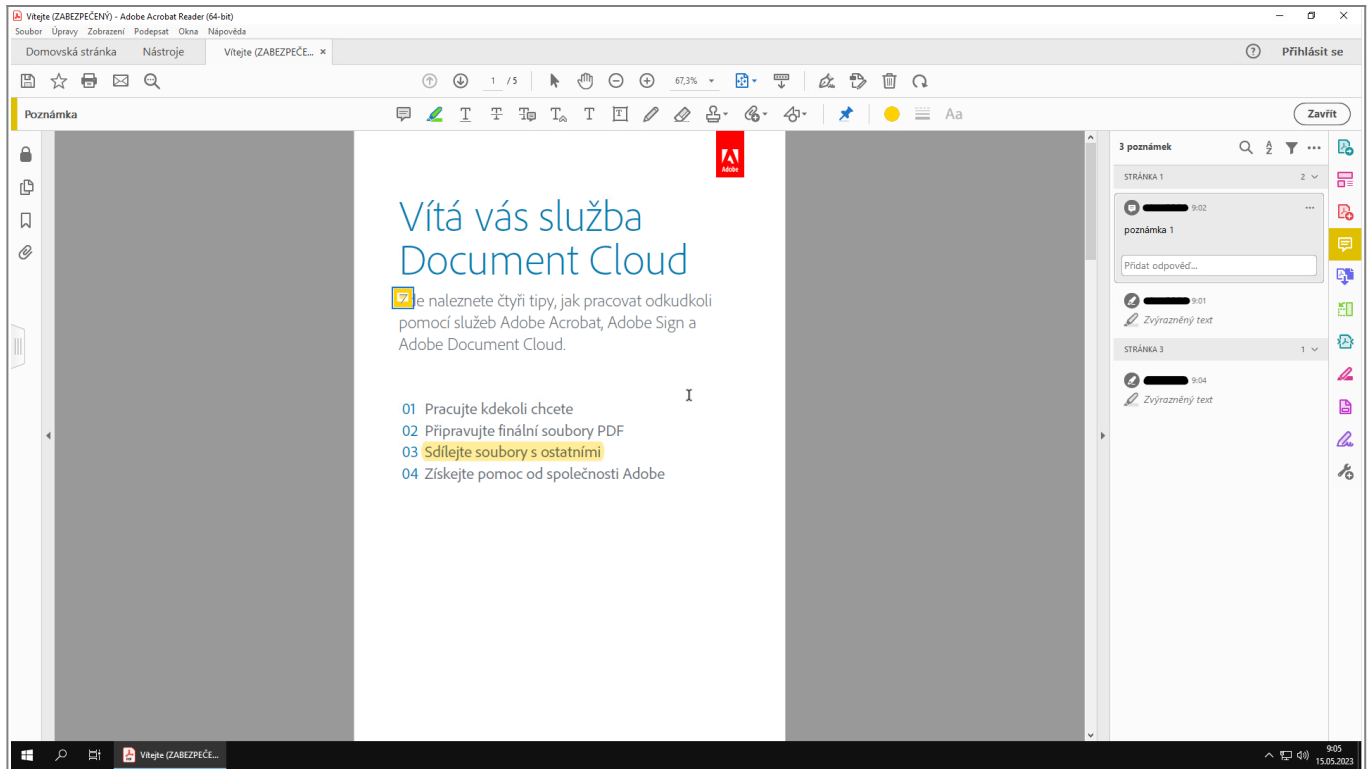 Vítejte (ZABEZPEČENÝ) - Adobe Acrobat Reader (64-bit)
Soubor Úpravy Zobrazení Podepsat Okna Nápověda
Domovská stránka Nástroje Vítejte (ZABEZPEČE... × Přihlásit se
1 / 5 67,3%
Poznámka Aa Zavřít
Adobe
Vítá vás služba
Document Cloud
de naleznete čtyři tipy, jak pracovat odkudkoli
pomocí služeb Adobe Acrobat, Adobe Sign a
Adobe Document Cloud.
01 Pracujte kdekoli chcete
02 Připravujte finální soubory PDF
03 Sdílejte soubory s ostatními
04 Získejte pomoc od společnosti Adobe
3 poznámek
STRÁNKA 1 2
9:02
poznámka 1
Přidat odpověď...
9:01
Zvýrazněný text
STRÁNKA 3 1
9:04
Zvýrazněný text
Vítejte (ZABEZPEČE...
9:05
15.05.2023